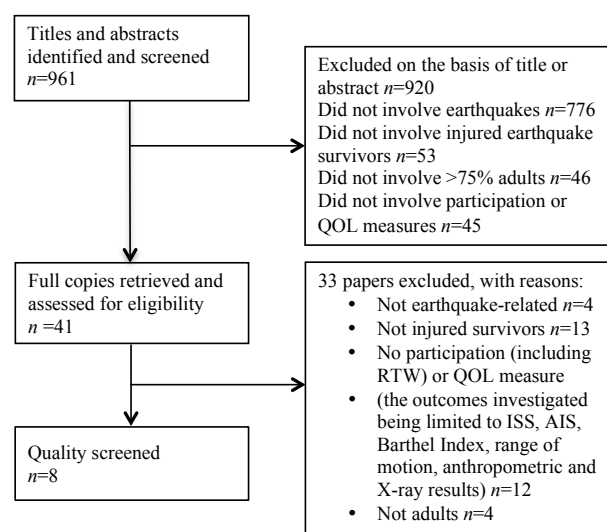 Titles and abstracts
identified and screened
n=961
Excluded on the basis of title or
abstract n=920
Did not involve earthquakes n=776
Did not involve injured earthquake
survivors n=53
Did not involve >75% adults n=46
Did not involve participation or
QOL measures n=45
Full copies retrieved and
assessed for eligibility
n =41
33 papers excluded, with reasons:
• Not earthquake-related n=4
• Not injured survivors n=13
• No participation (including
RTW) or QOL measure
• (the outcomes investigated
being limited to ISS, AIS,
Barthel Index, range of
motion, anthropometric and
X-ray results) n=12
• Not adults n=4
Quality screened
n=8